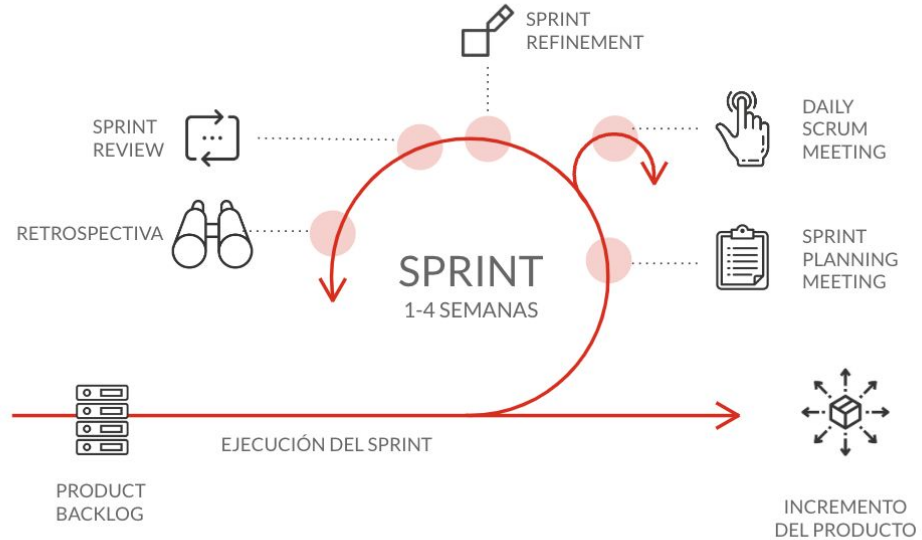 SPRINT
REFINEMENT
SPRINT
REVIEW
DAILY
SCRUM
MEETING
RETROSPECTIVA
SPRINT
PLANNING
MEETING
SPRINT
1-4 SEMANAS
EJECUCIÓN DEL SPRINT
PRODUCT
BACKLOG
INCREMENTO
DEL PRODUCTO